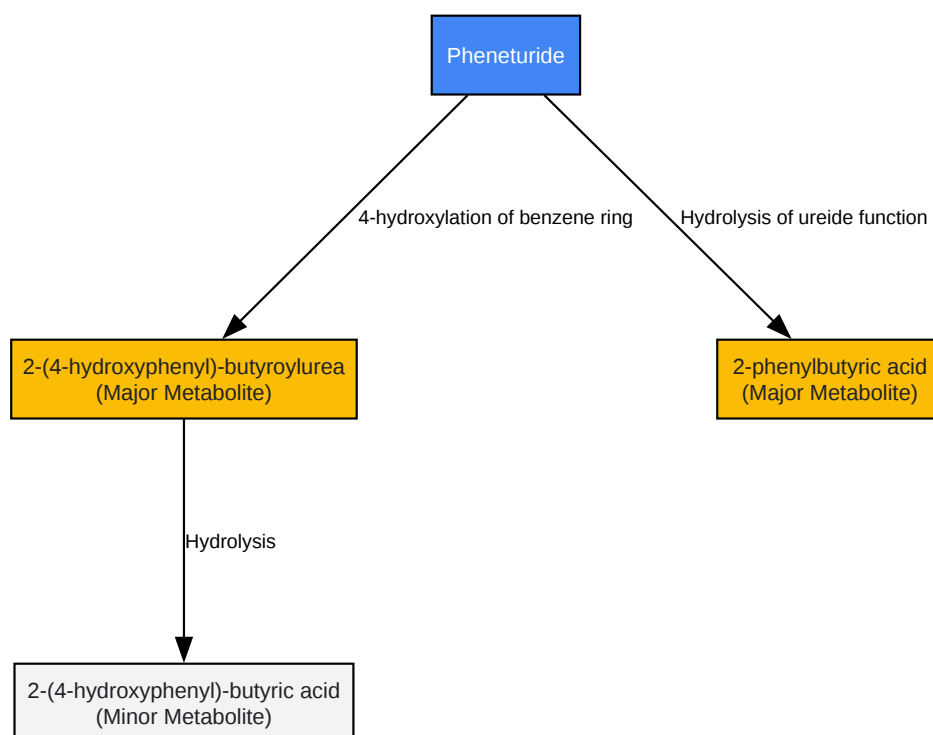 Pheneturide
4-hydroxylation of benzene ring
Hydrolysis of ureide function
2-(4-hydroxyphenyl)-butyroylurea
(Major Metabolite)
2-phenylbutyric acid
(Major Metabolite)
Hydrolysis
2-(4-hydroxyphenyl)-butyric acid
(Minor Metabolite)